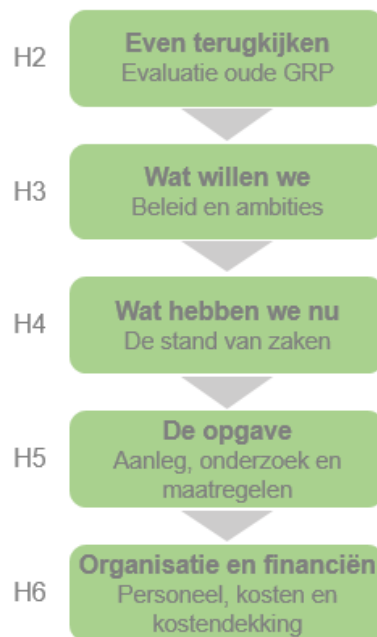 H2
Even terugkijken
Evaluatie oude GRP
H3
Wat willen we
Beleid en ambities
H4
Wat hebben we nu
De stand van zaken
H5
De opgave
Aanleg, onderzoek en
maatregelen
H6
Organisatie en financiën
Personeel, kosten en
kostendekking